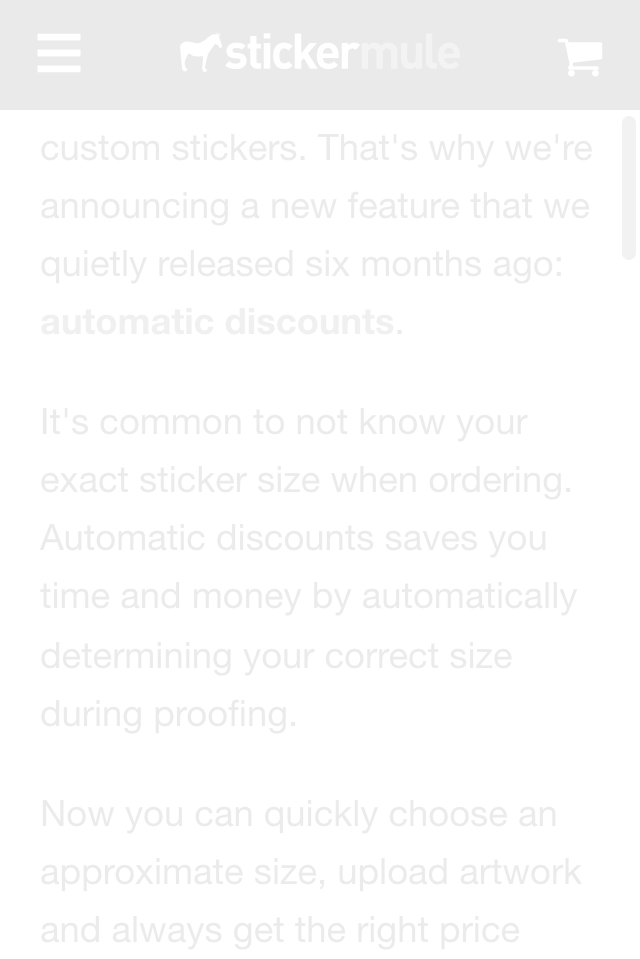 stickermule
custom stickers. That's why we're
announcing a new feature that we
quietly released six months ago:
automatic discounts.
It's common to not know your
exact sticker size when ordering.
Automatic discounts saves you
time and money by automatically
determining your correct size
during proofing.
Now you can quickly choose an
approximate size, upload artwork
and always get the right price